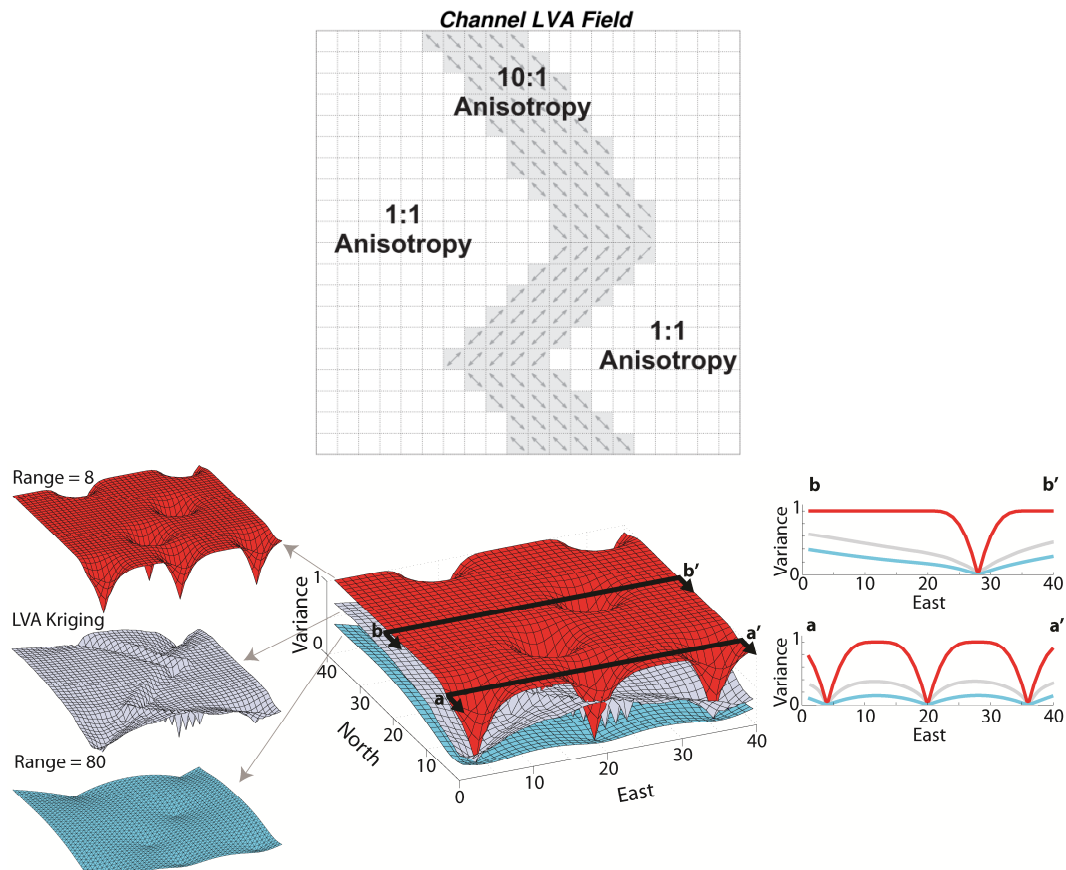 Channel LVA Field
10:1
Anisotropy
1:1
Anisotropy
1:1
Anisotropy
Range = 8
LVA Kriging
Range = 80
Variance
1
0
40
30
20
10
North
0
10
20
30
40
East
b
b’
a
a’
b
b’
Variance
1
0
0
10
20
30
40
East
a
a’
Variance
1
0
0
10
20
30
40
East